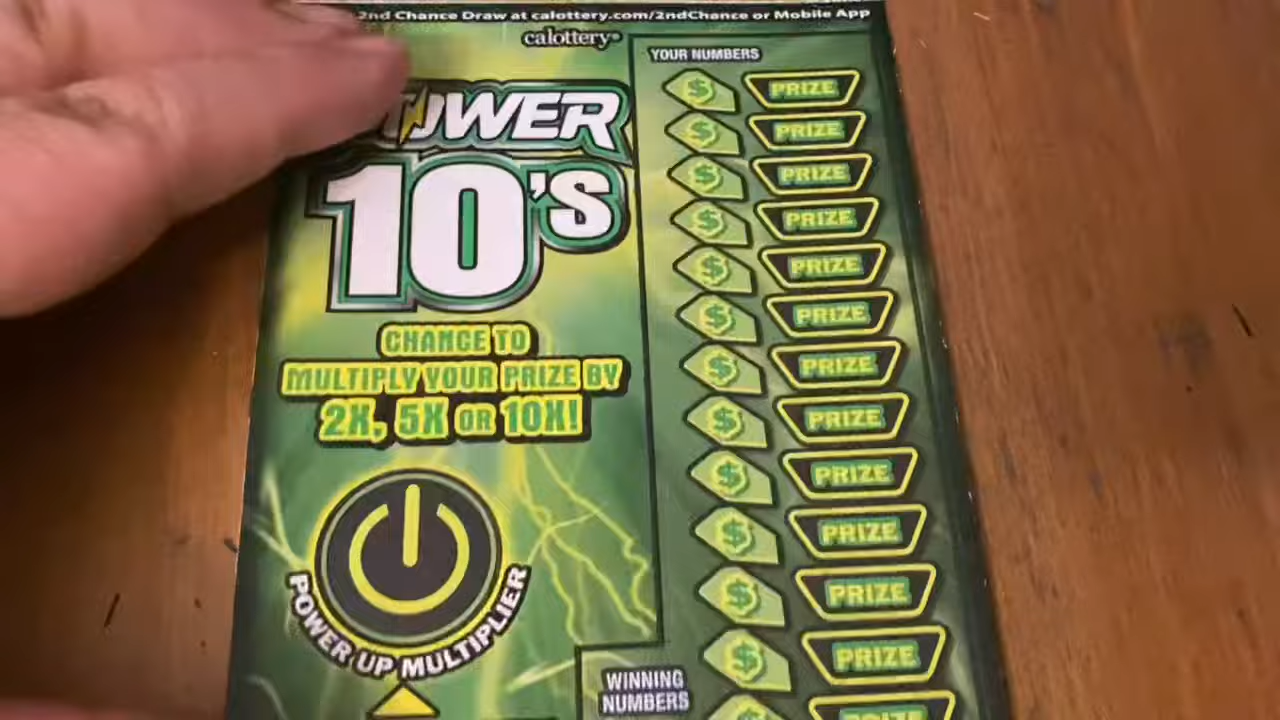 2nd Chance Draw at calottery.com/2ndChance or Mobile App
calottery
POWER
10'S
CHANCE TO
MULTIPLY YOUR PRIZE BY
2X, 5X OR 10X!
POWER UP MULTIPLIER
YOUR NUMBERS
$ PRIZE
$ PRIZE
$ PRIZE
$ PRIZE
$ PRIZE
$ PRIZE
$ PRIZE
$ PRIZE
$ PRIZE
$ PRIZE
$ PRIZE
$ PRIZE
$ PRIZE
WINNING
NUMBERS